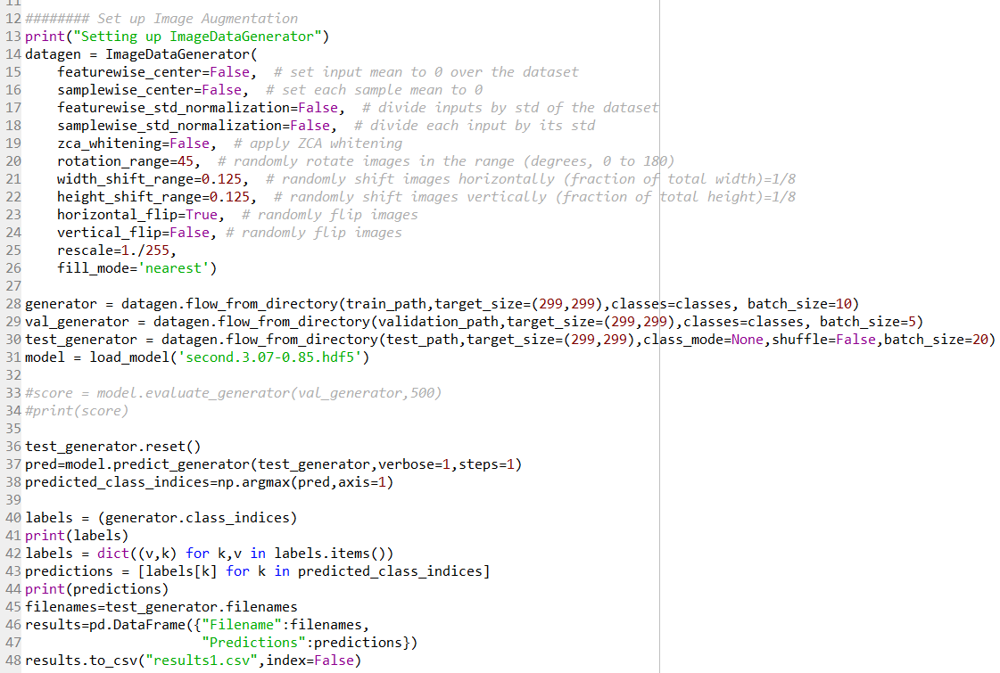 11
12 ######## Set up Image Augmentation
13 print("Setting up ImageDataGenerator")
14 datagen = ImageDataGenerator(
15     featurewise_center=False,  # set input mean to 0 over the dataset
16     samplewise_center=False,  # set each sample mean to 0
17     featurewise_std_normalization=False,  # divide inputs by std of the dataset
18     samplewise_std_normalization=False,  # divide each input by its std
19     zca_whitening=False,  # apply ZCA whitening
20     rotation_range=45,  # randomly rotate images in the range (degrees, 0 to 180)
21     width_shift_range=0.125,  # randomly shift images horizontally (fraction of total width)=1/8
22     height_shift_range=0.125,  # randomly shift images vertically (fraction of total height)=1/8
23     horizontal_flip=True,  # randomly flip images
24     vertical_flip=False, # randomly flip images
25     rescale=1./255,
26     fill_mode='nearest')
27
28 generator = datagen.flow_from_directory(train_path,target_size=(299,299),classes=classes, batch_size=10)
29 val_generator = datagen.flow_from_directory(validation_path,target_size=(299,299),classes=classes, batch_size=5)
30 test_generator = datagen.flow_from_directory(test_path,target_size=(299,299),class_mode=None,shuffle=False,batch_size=20)
31 model = load_model('second.3.07-0.85.hdf5')
32
33 #score = model.evaluate_generator(val_generator,500)
34 #print(score)
35
36 test_generator.reset()
37 pred=model.predict_generator(test_generator,verbose=1,steps=1)
38 predicted_class_indices=np.argmax(pred,axis=1)
39
40 labels = (generator.class_indices)
41 print(labels)
42 labels = dict((v,k) for k,v in labels.items())
43 predictions = [labels[k] for k in predicted_class_indices]
44 print(predictions)
45 filenames=test_generator.filenames
46 results=pd.DataFrame({"Filename":filenames,
47                       "Predictions":predictions})
48 results.to_csv("results1.csv",index=False)